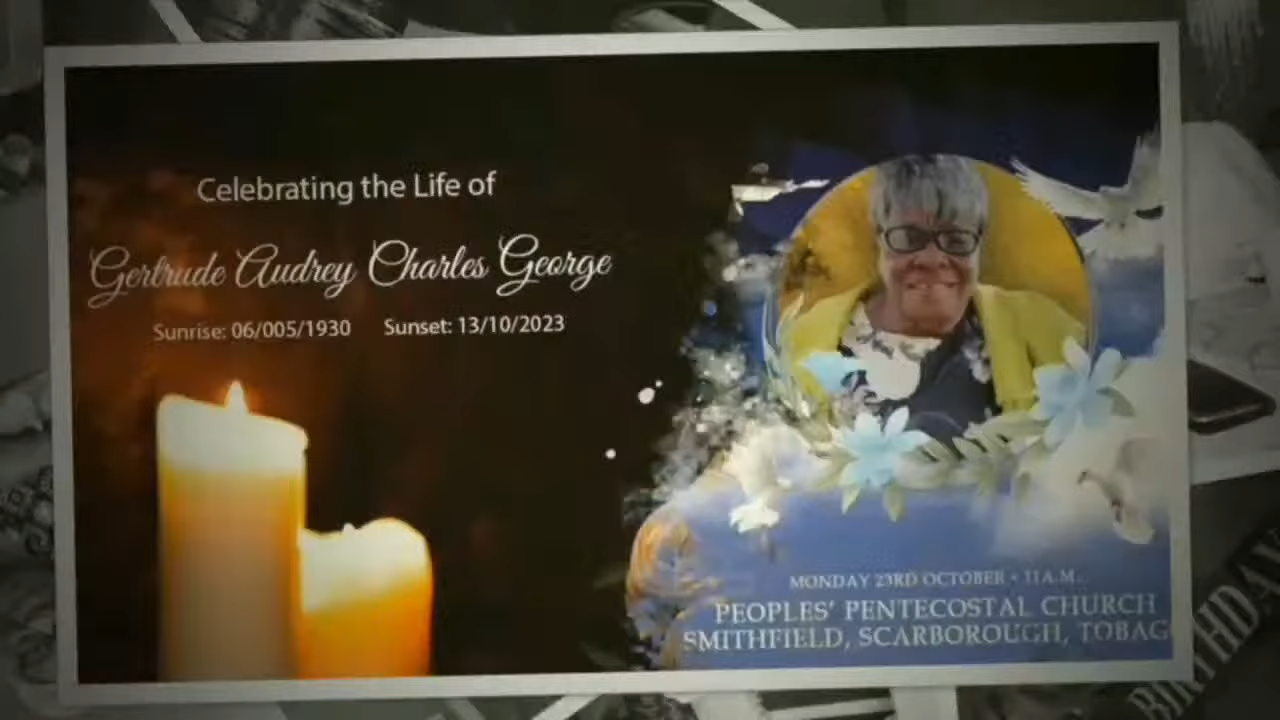 Celebrating the Life of
Gertrude Audrey Charles George
Sunrise: 06/005/1930 Sunset: 13/10/2023
MONDAY 23RD OCTOBER • 11A.M.
PEOPLES' PENTECOSTAL CHURCH
SMITHFIELD, SCARBOROUGH, TOBAG
BIRTHDAY